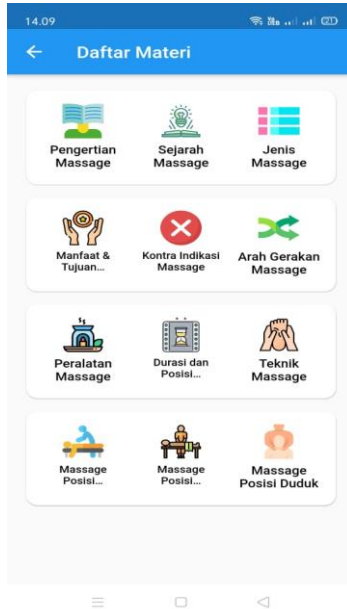 14.09
Daftar Materi
Pengertian Massage
Sejarah Massage
Jenis Massage
Manfaat & Tujuan...
Kontra Indikasi Massage
Arah Gerakan Massage
Peralatan Massage
Durasi dan Posisi...
Teknik Massage
Massage Posisi...
Massage Posisi...
Massage Posisi Duduk